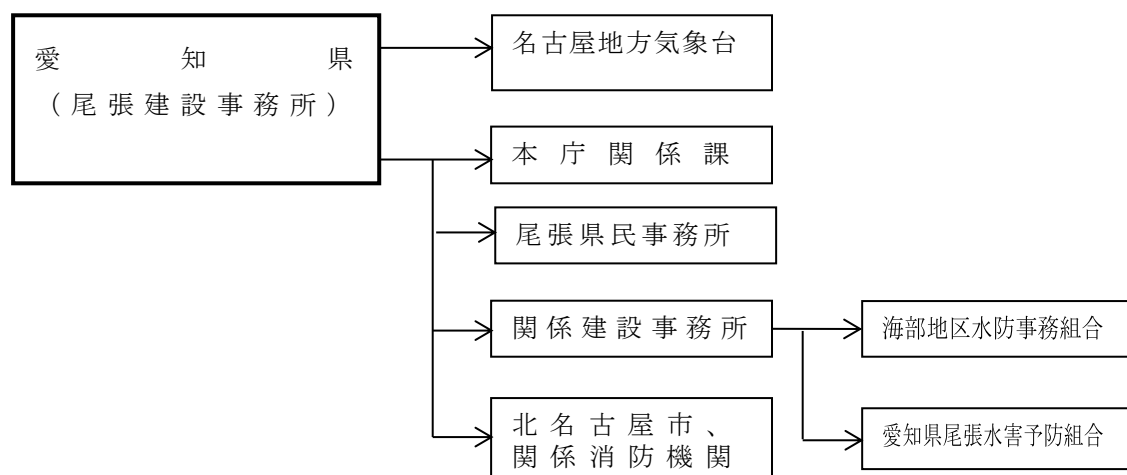 愛知県
（尾張建設事務所）
名古屋地方気象台
本庁関係課
尾張県民事務所
関係建設事務所
海部地区水防事務組合
北名古屋市、
関係消防機関
愛知県尾張水害予防組合